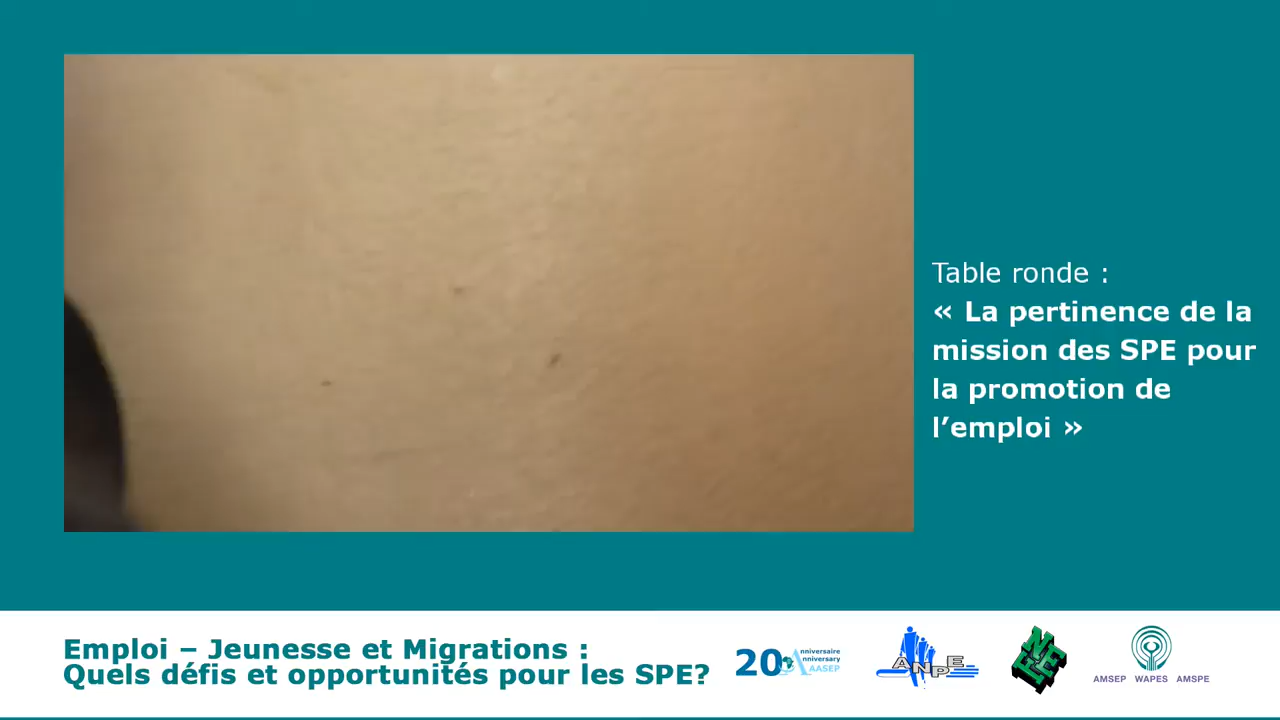 Table ronde :
« La pertinence de la
mission des SPE pour
la promotion de
l’emploi »
Emploi – Jeunesse et Migrations :
Quels défis et opportunités pour les SPE?
20 Anniversaire
Anniversary
AASEP
ANPE
AMSEP WAPES AMSPE